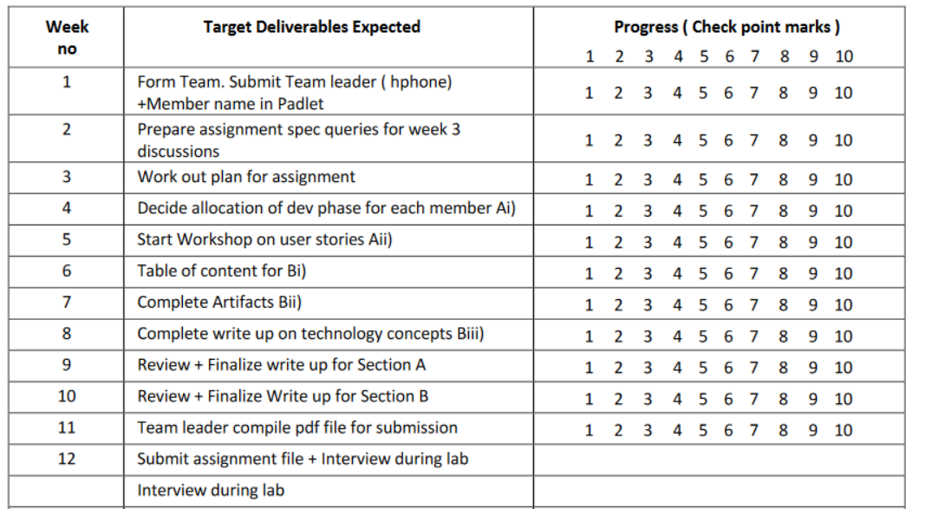 Week no Target Deliverables Expected Progress ( Check point marks )
1 2 3 4 5 6 7 8 9 10
1 Form Team. Submit Team leader ( hphone) 1 2 3 4 5 6 7 8 9 10
+Member name in Padlet
2 Prepare assignment spec queries for week 3 1 2 3 4 5 6 7 8 9 10
discussions
3 Work out plan for assignment 1 2 3 4 5 6 7 8 9 10
4 Decide allocation of dev phase for each member Ai) 1 2 3 4 5 6 7 8 9 10
5 Start Workshop on user stories Aii) 1 2 3 4 5 6 7 8 9 10
6 Table of content for Bi) 1 2 3 4 5 6 7 8 9 10
7 Complete Artifacts Bii) 1 2 3 4 5 6 7 8 9 10
8 Complete write up on technology concepts Biii) 1 2 3 4 5 6 7 8 9 10
9 Review + Finalize write up for Section A 1 2 3 4 5 6 7 8 9 10
10 Review + Finalize Write up for Section B 1 2 3 4 5 6 7 8 9 10
11 Team leader compile pdf file for submission 1 2 3 4 5 6 7 8 9 10
12 Submit assignment file + Interview during lab
Interview during lab